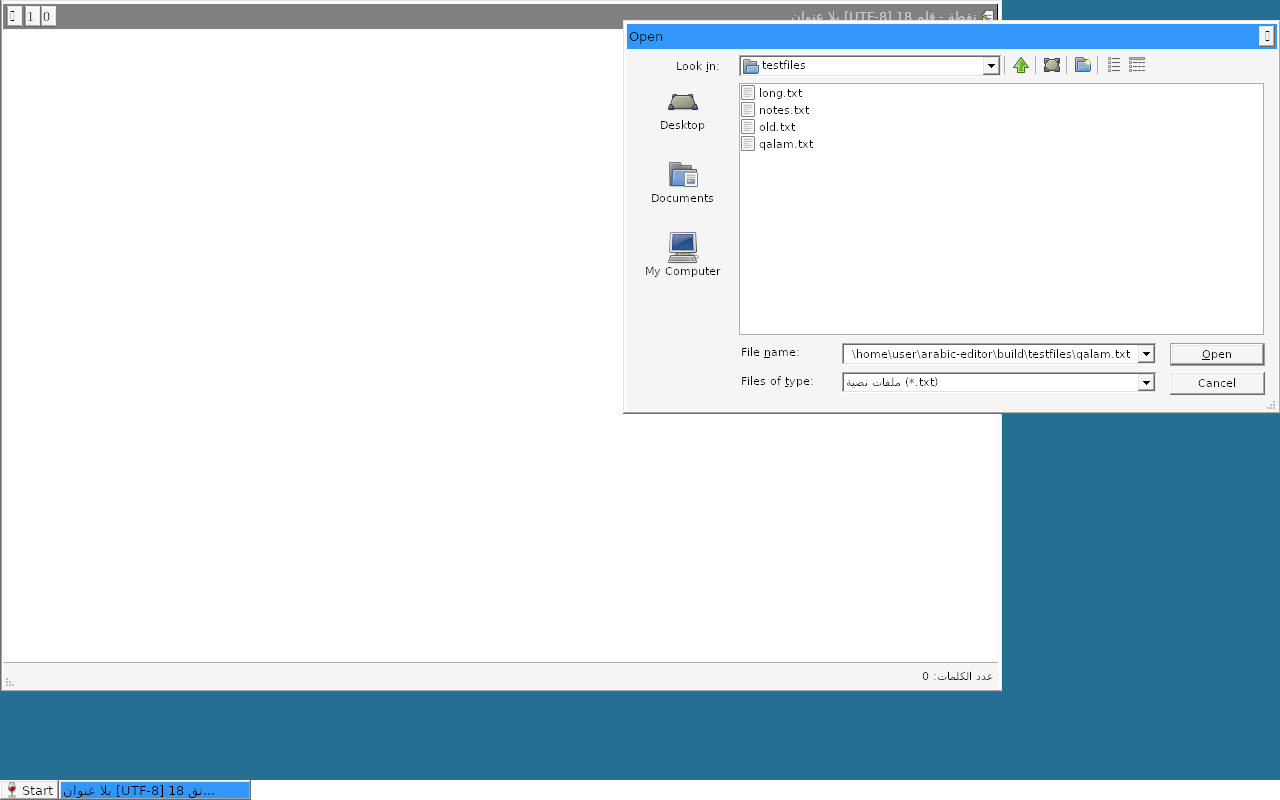 بلا عنوان [UTF-8] 18 نقطة - قلم
0
1
Open
Look in:
testfiles
Desktop
Documents
My Computer
long.txt
notes.txt
old.txt
qalam.txt
File name:
\home\user\arabic-editor\build\testfiles\qalam.txt
Open
Files of type:
ملفات نصية (*.txt)
Cancel
عدد الكلمات: 0
Start
بلا عنوان [UTF-8] 18 نق...